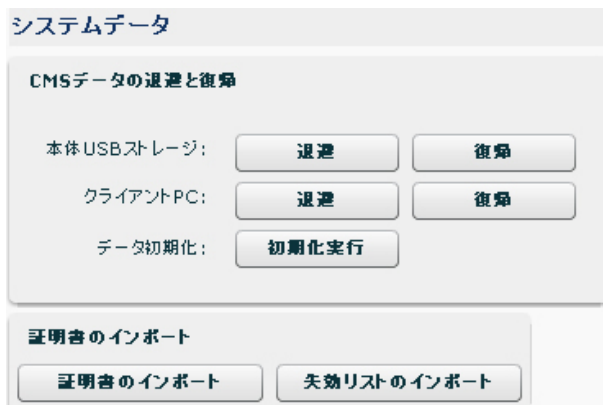 システムデータ
CMSデータの退避と復帰
本体USBストレージ: 退避 復帰
クライアントPC: 退避 復帰
データ初期化: 初期化実行
証明書のインポート
証明書のインポート 失効リストのインポート